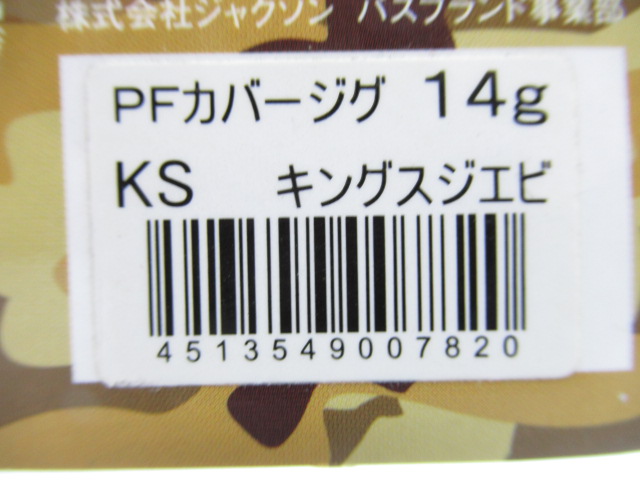 株式会社ジャクソン バスブランド事業部
PFカバージグ 14g
KS キングスジエビ
4513549007820